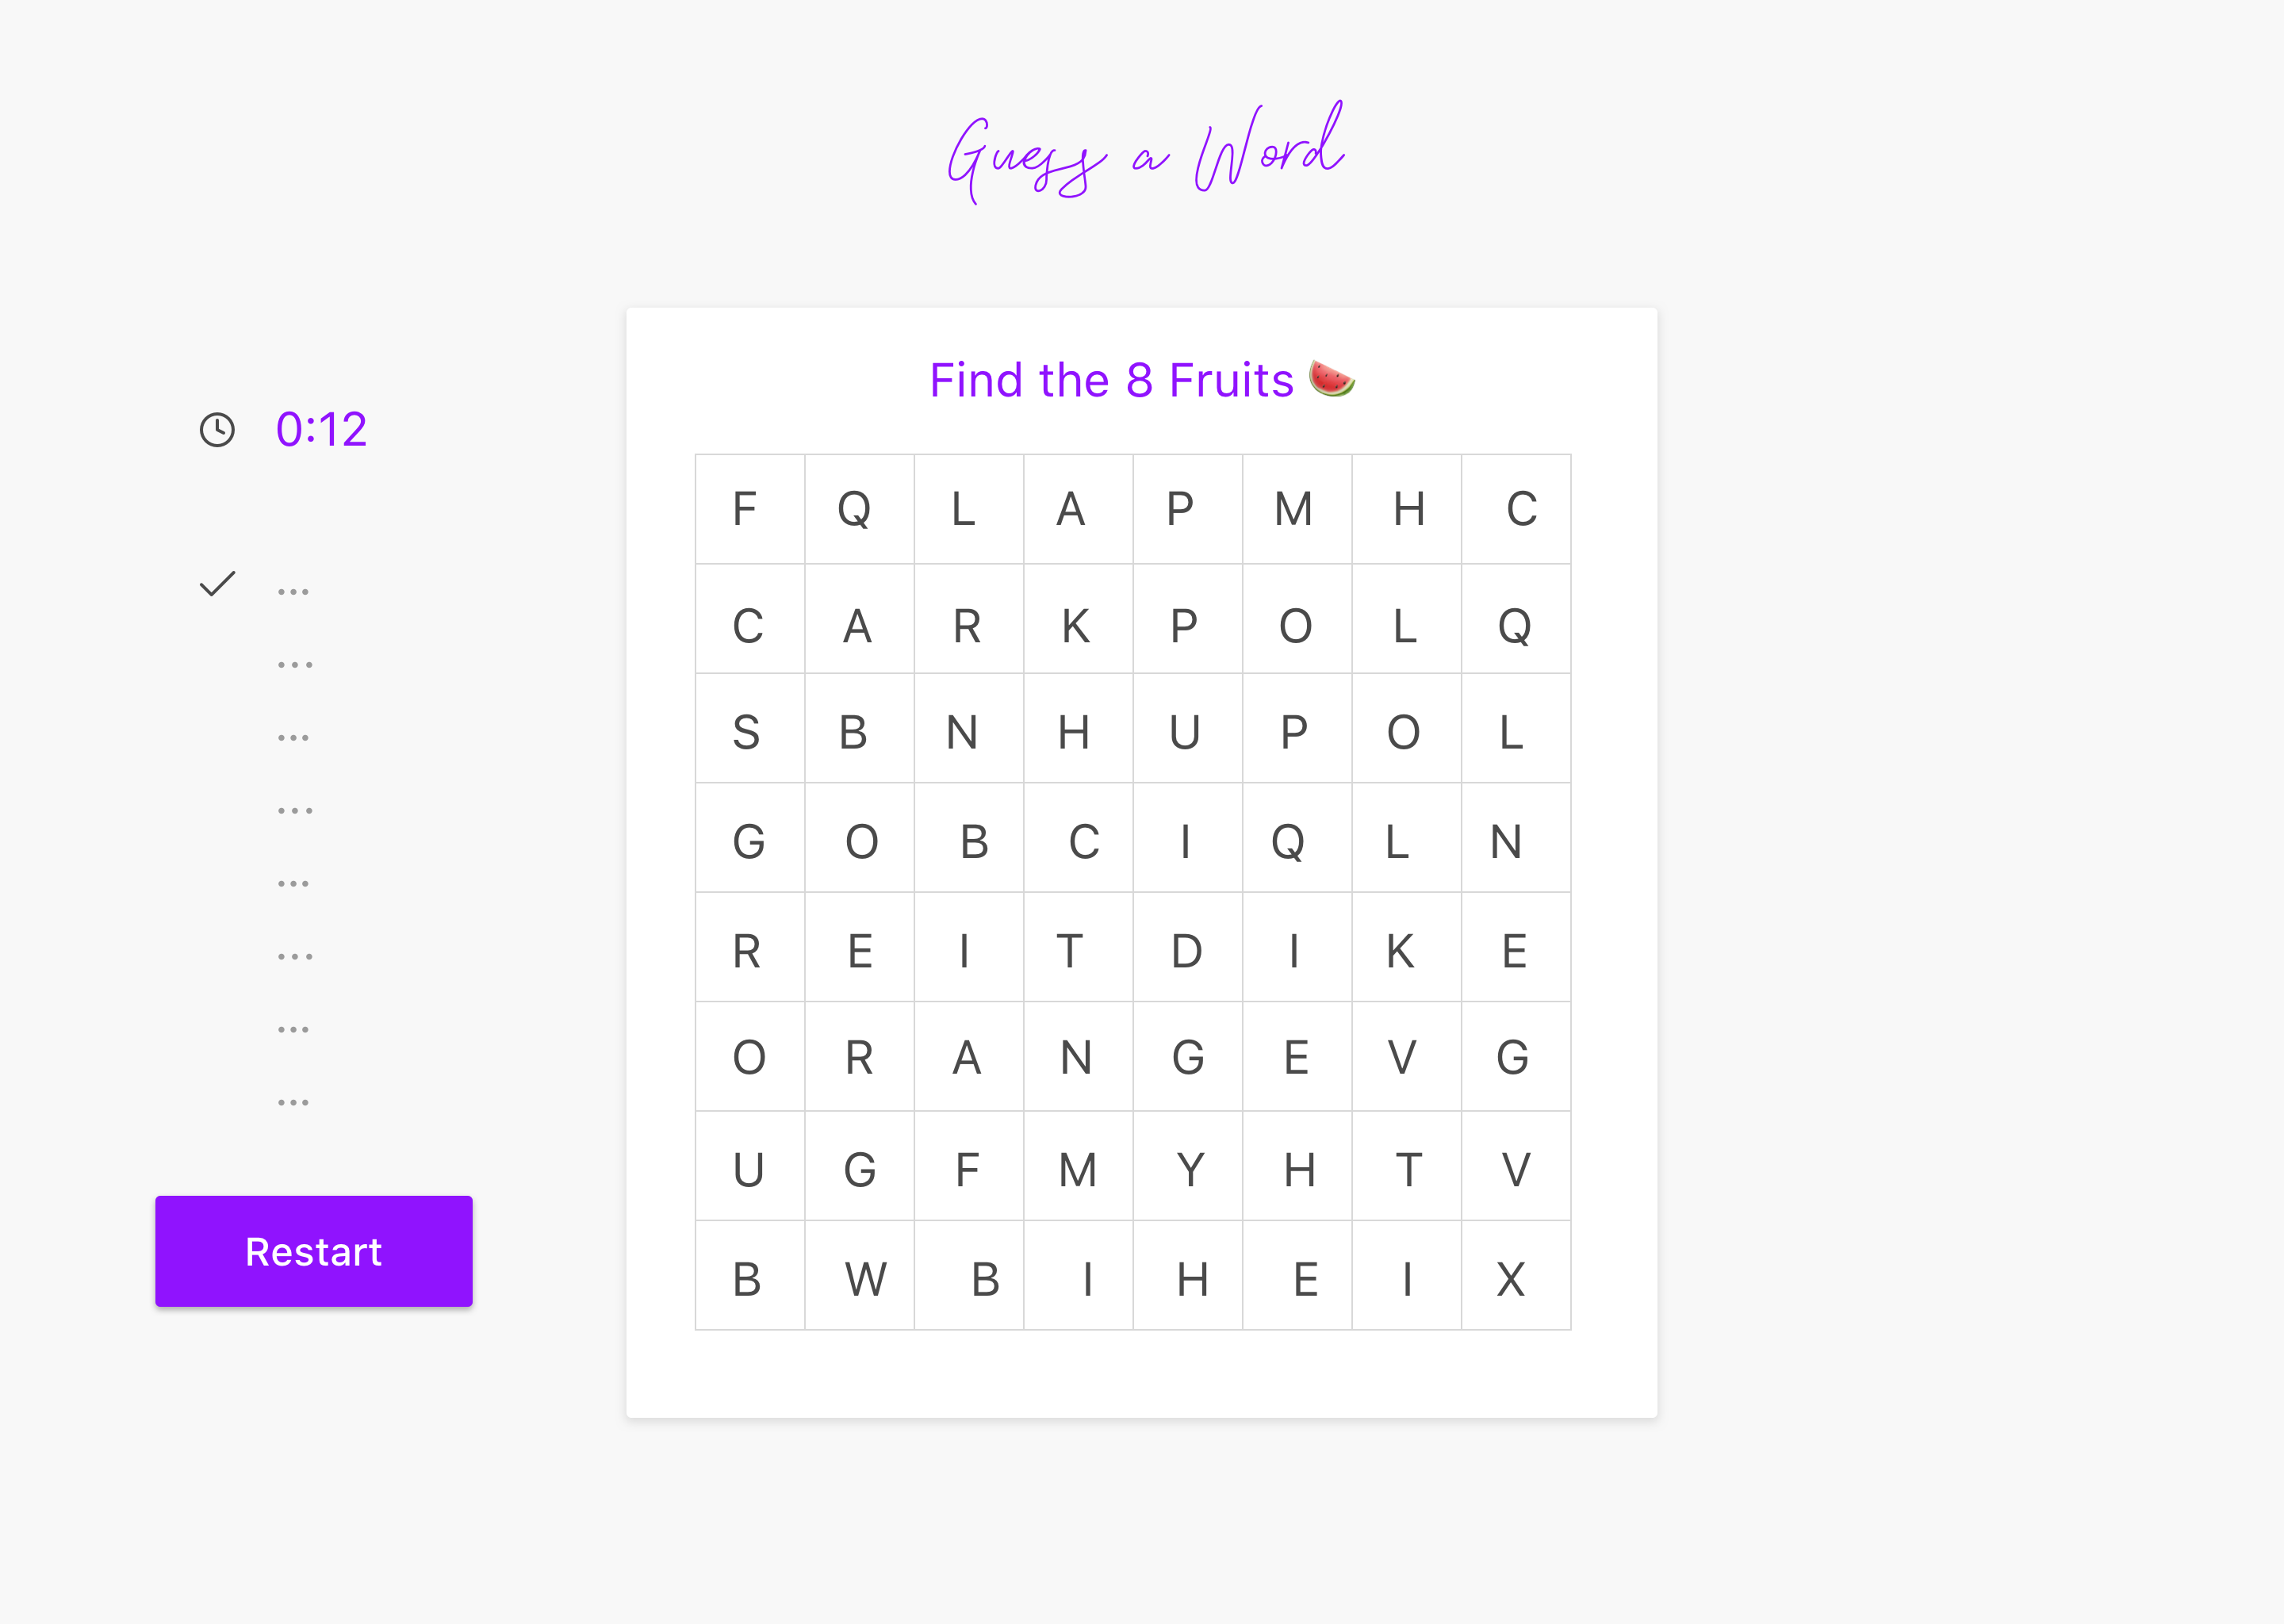 Guess a Word
Find the 8 Fruits
0:12
F Q L A P M H C
C A R K P O L Q
S B N H U P O L
G O B C I Q L N
R E I T D I K E
O R A N G E V G
U G F M Y H T V
B W B I H E I X
...
...
...
...
...
...
...
...
Restart